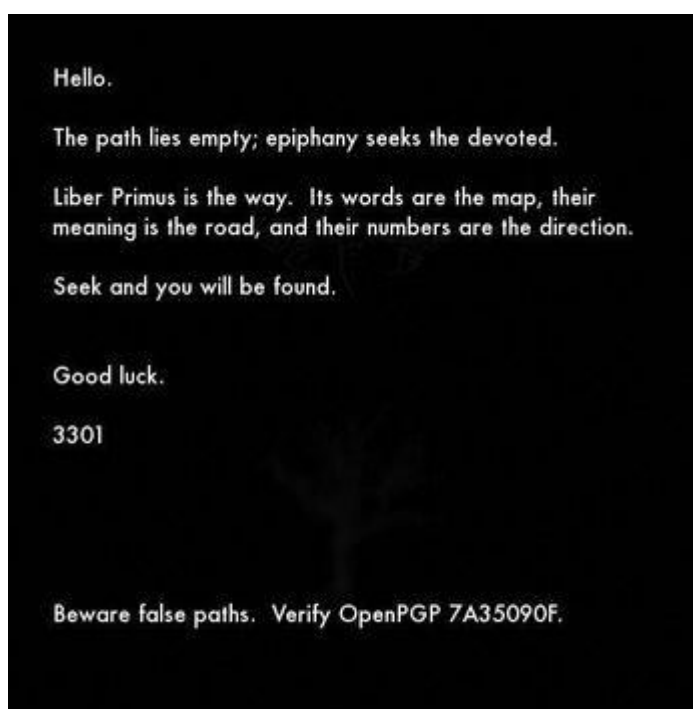 Hello.
The path lies empty; epiphany seeks the devoted.
Liber Primus is the way.  Its words are the map, their
meaning is the road, and their numbers are the direction.
Seek and you will be found.
Good luck.
3301
Beware false paths.  Verify OpenPGP 7A35090F.